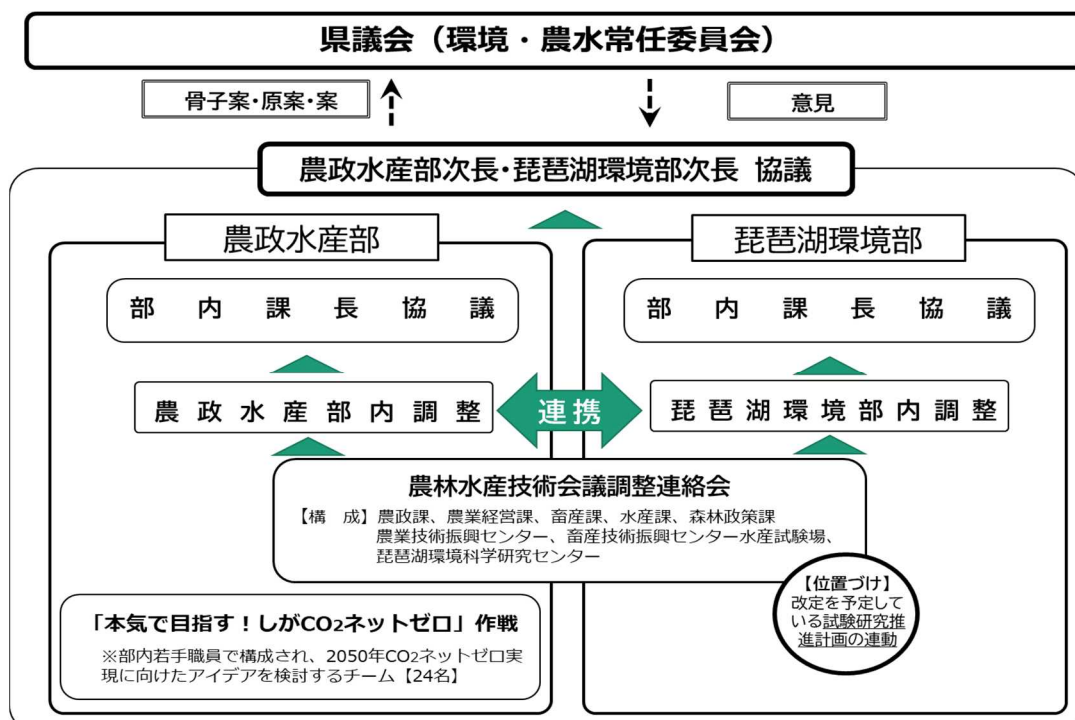 県議会（環境・農水常任委員会）
骨子案・原案・案
意見
農政水産部次長・琵琶湖環境部次長 協議
農政水産部
琵琶湖環境部
部内課長協議
部内課長協議
農政水産部内調整
連携
琵琶湖環境部内調整
農林水産技術会議調整連絡会
【構 成】農政課、農業経営課、畜産課、水産課、森林政策課
農業技術振興センター、畜産技術振興センター水産試験場、
琵琶湖環境科学研究センター
【位置づけ】
改定を予定して
いる試験研究推
進計画の連動
「本気で目指す！しがCO₂ネットゼロ」作戦
※部内若手職員で構成され、2050年CO₂ネットゼロ実
現に向けたアイデアを検討するチーム【24名】